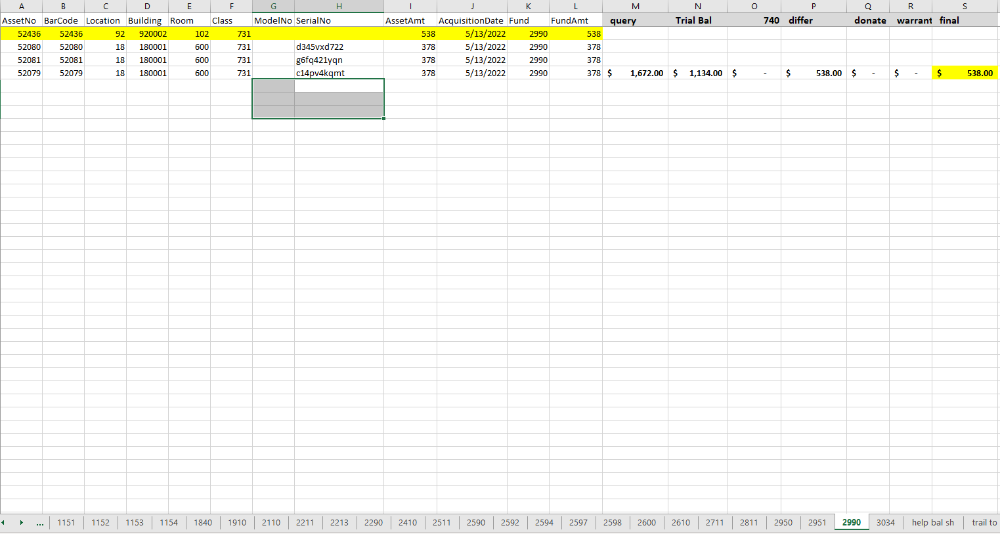 A B C D E F G H I J K L M N O P Q R S
AssetNo BarCode Location Building Room Class ModelNo SerialNo AssetAmt AcquisitionDate Fund FundAmt query Trial Bal 740 differ donate warrant final
52436 52436 92 920002 102 731 538 5/13/2022 2990 538
52080 52080 18 180001 600 731 d345vxd722 378 5/13/2022 2990 378
52081 52081 18 180001 600 731 g6fq421yqn 378 5/13/2022 2990 378
52079 52079 18 180001 600 731 c14pv4kqmt 378 5/13/2022 2990 378 $ 1,672.00 $ 1,134.00 $ - $ 538.00 $ - $ - $ 538.00
... 1151 1152 1153 1154 1840 1910 2110 2211 2213 2290 2410 2511 2590 2592 2594 2597 2598 2600 2610 2711 2811 2950 2951 2990 3034 help bal sh trail to